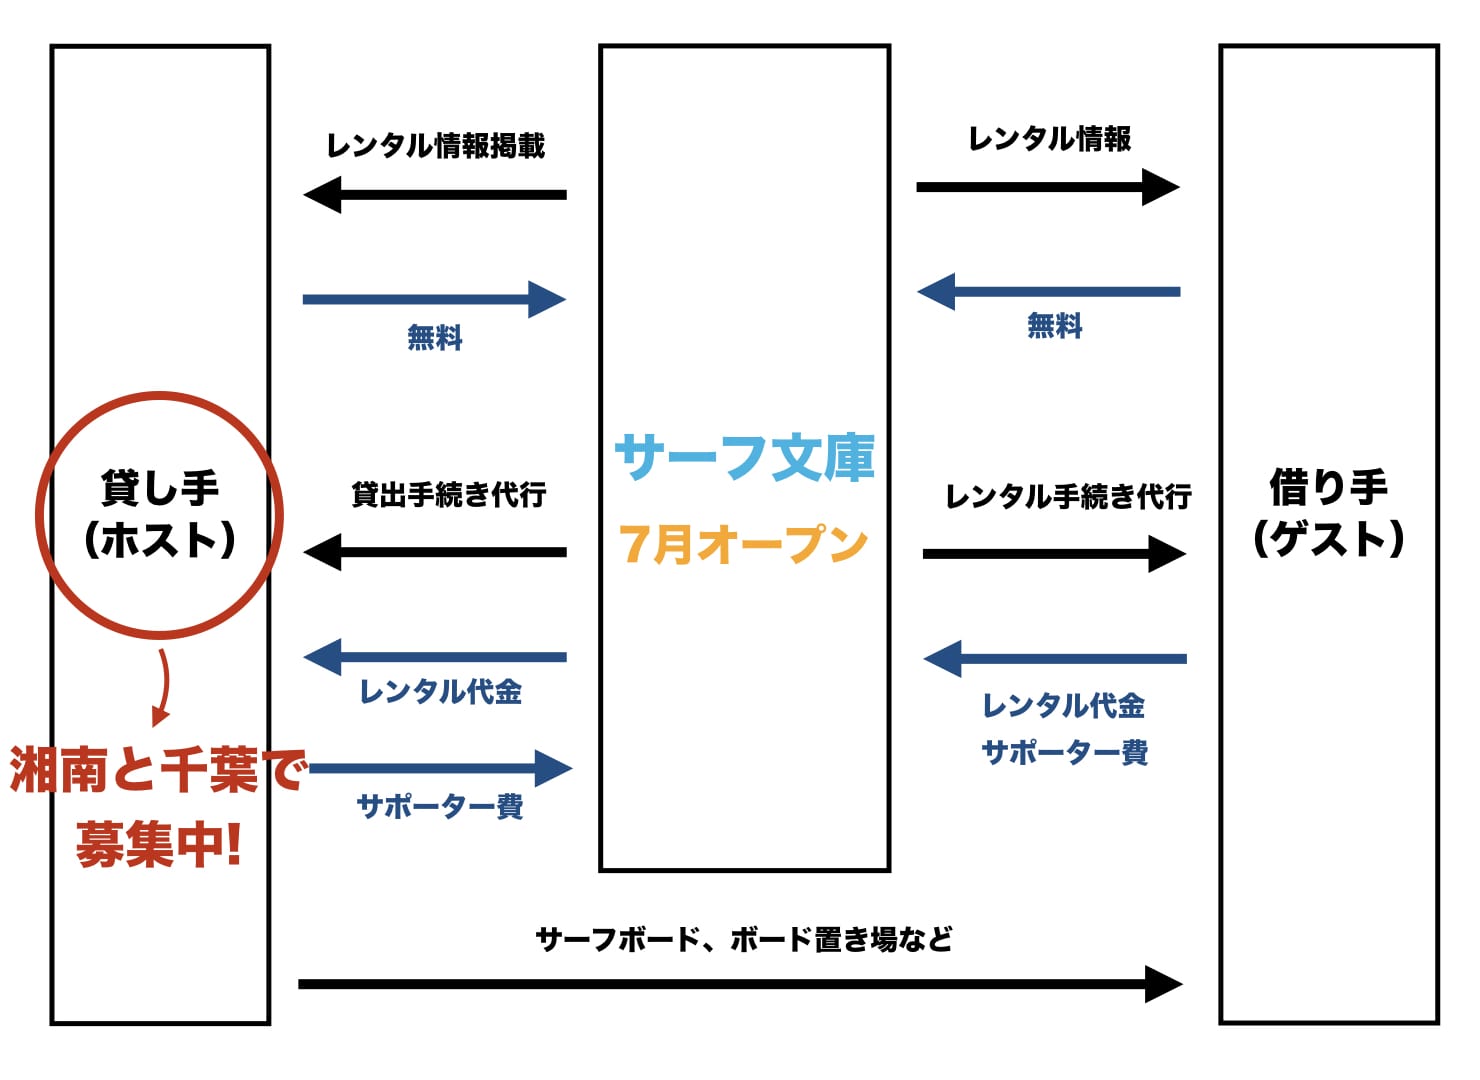 レンタル情報掲載
レンタル情報
無料
無料
貸し手
(ホスト)
サーフ文庫
7月オープン
借り手
(ゲスト)
貸出手続き代行
レンタル手続き代行
レンタル代金
レンタル代金
サポーター費
湘南と千葉で
募集中!
サポーター費
サーフボード、ボード置き場など